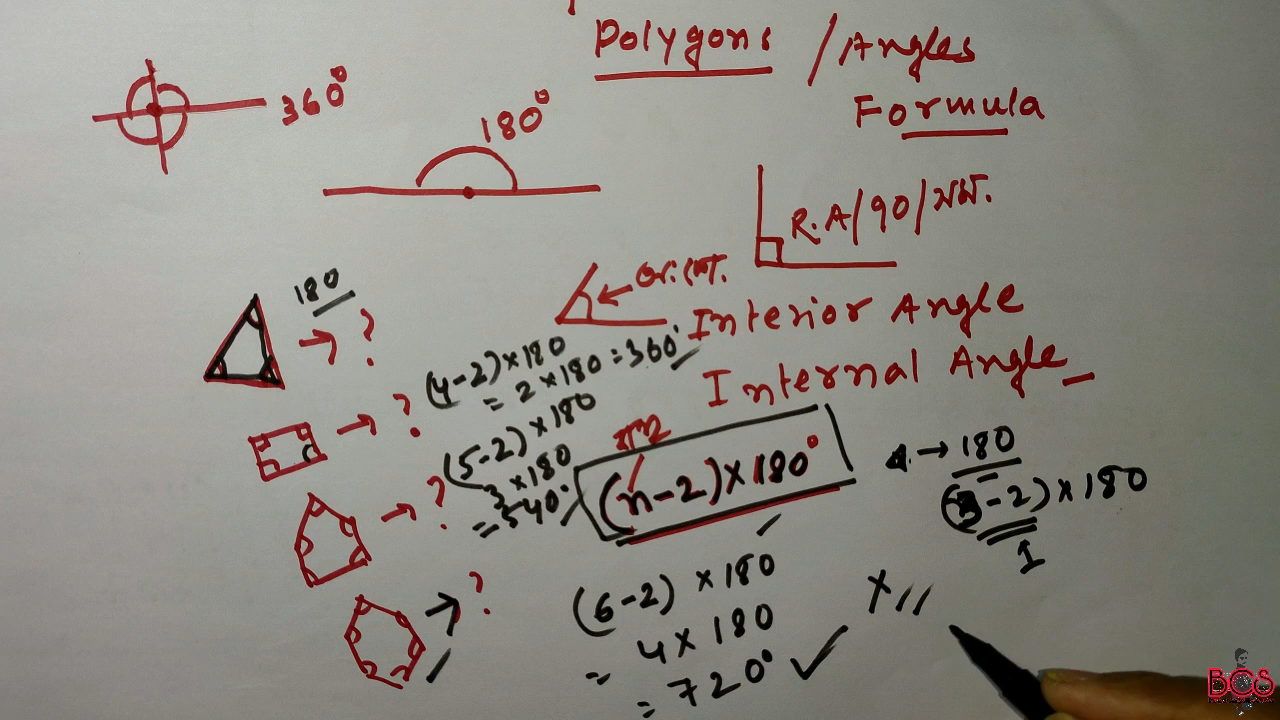 Polygons / Angles
Formula
360°
180°
R.A/90/
180
?
Interior Angle
Internal Angle
(4-2)×180
= 2×180=360°
?
(5-2)×180
3×180
=540°
?
(n-2)×180°
→ 180
(3-2)×180
1
?
(6-2) ×180
= 4×180
= 720°
BCS